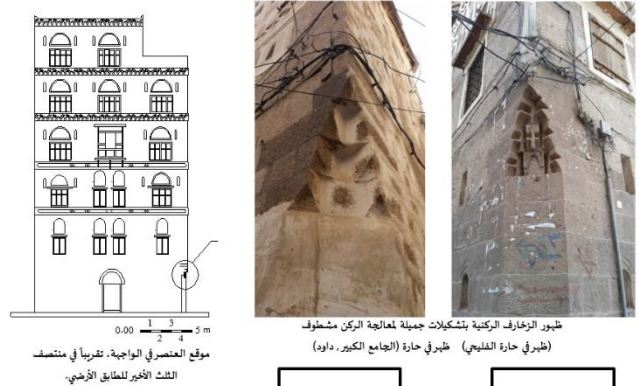 0.00 1 2 3 4 5 m
موقع العنصر في الواجهة، تقريباً في منتصف
الثلث الأخير للطابق الأرضي.
ظهور الزخارف الركنية بتشكيلات جميلة لمعالجة الركن مشطوف
(ظهر في حارة الفليحي) ظهر في حارة (الجامع الكبير, داود)